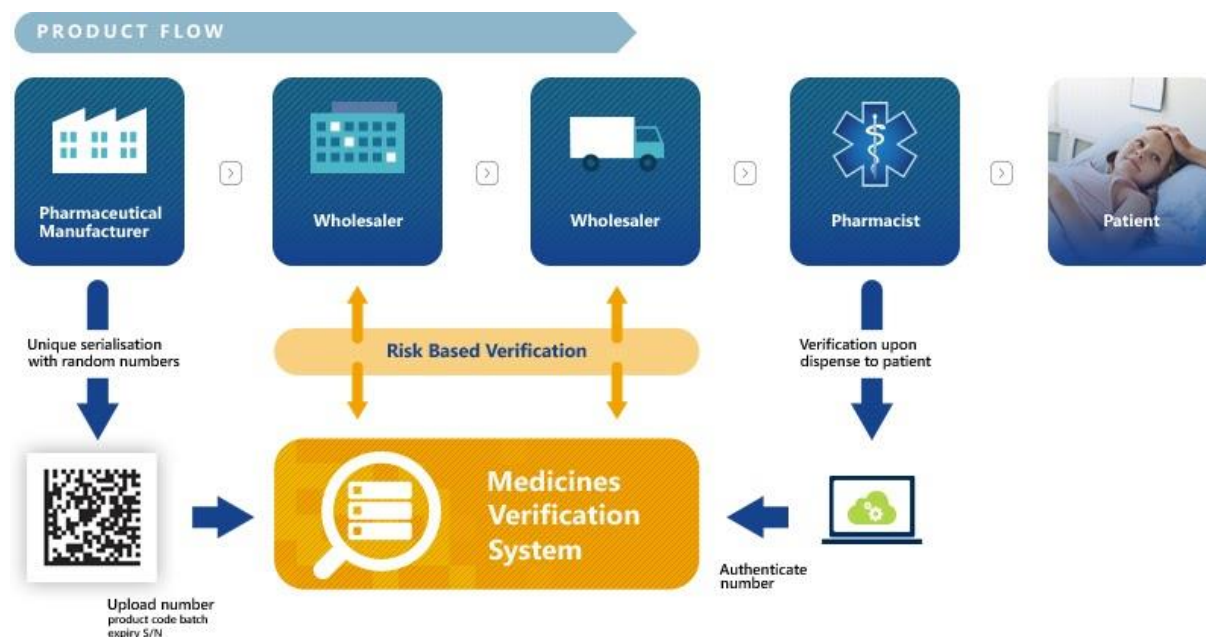 PRODUCT FLOW
Pharmaceutical
Manufacturer
Wholesaler
Wholesaler
Pharmacist
Patient
Unique serialisation
with random numbers
Risk Based Verification
Verification upon
dispense to patient
Medicines
Verification
System
Authenticate
number
Upload number
product code batch
expiry S/N